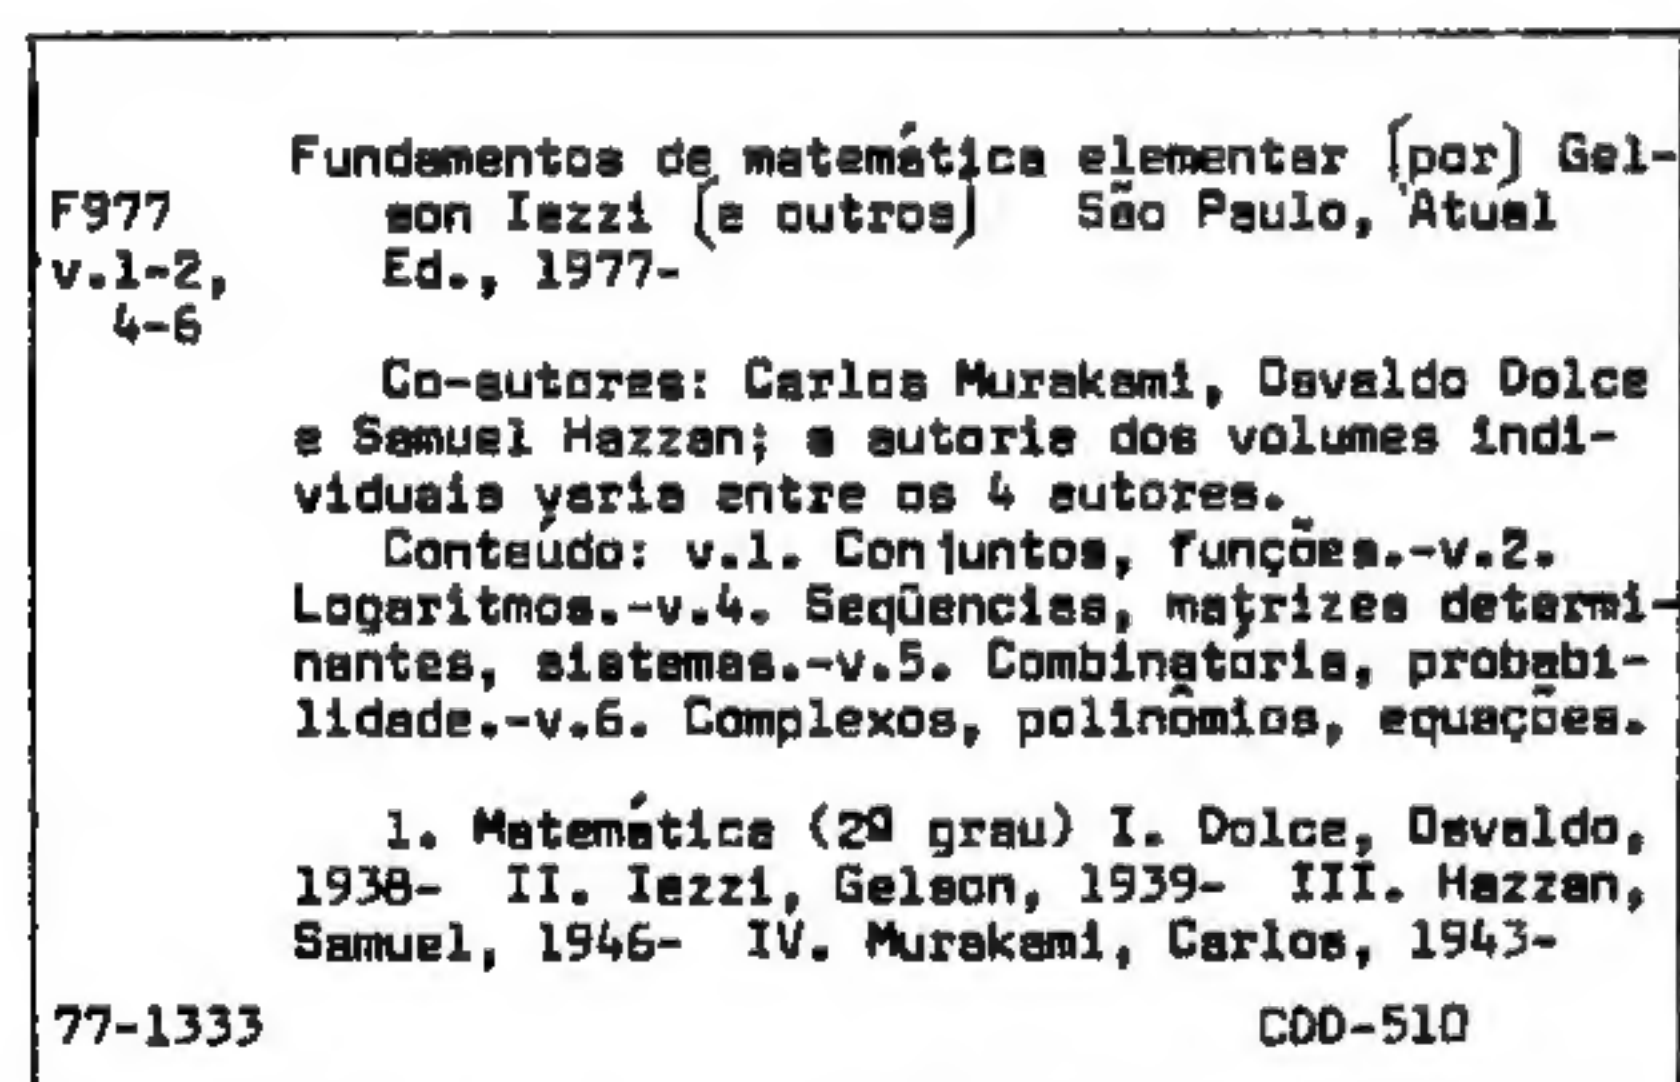 Fundamentos de matemática elementar (por) Gel-
F977 son Iezzi (e outros) São Paulo, Atual
v.1-2, Ed., 1977-
4-6
Co-autores: Carlos Murakami, Osvaldo Dolce
e Samuel Hazzan; a autoria dos volumes indi-
viduais varia entre os 4 autores.
Conteúdo: v.1. Conjuntos, funções.-v.2.
Logaritmos.-v.4. Seqüencias, matrizes determi-
nantes, sistemas.-v.5. Combinatória, probabi-
lidade.-v.6. Complexos, polinômios, equações.
1. Matemática (2º grau) I. Dolce, Osvaldo,
1938- II. Iezzi, Gelson, 1939- III. Hazzan,
Samuel, 1946- IV. Murakami, Carlos, 1943-
77-1333 CDD-510